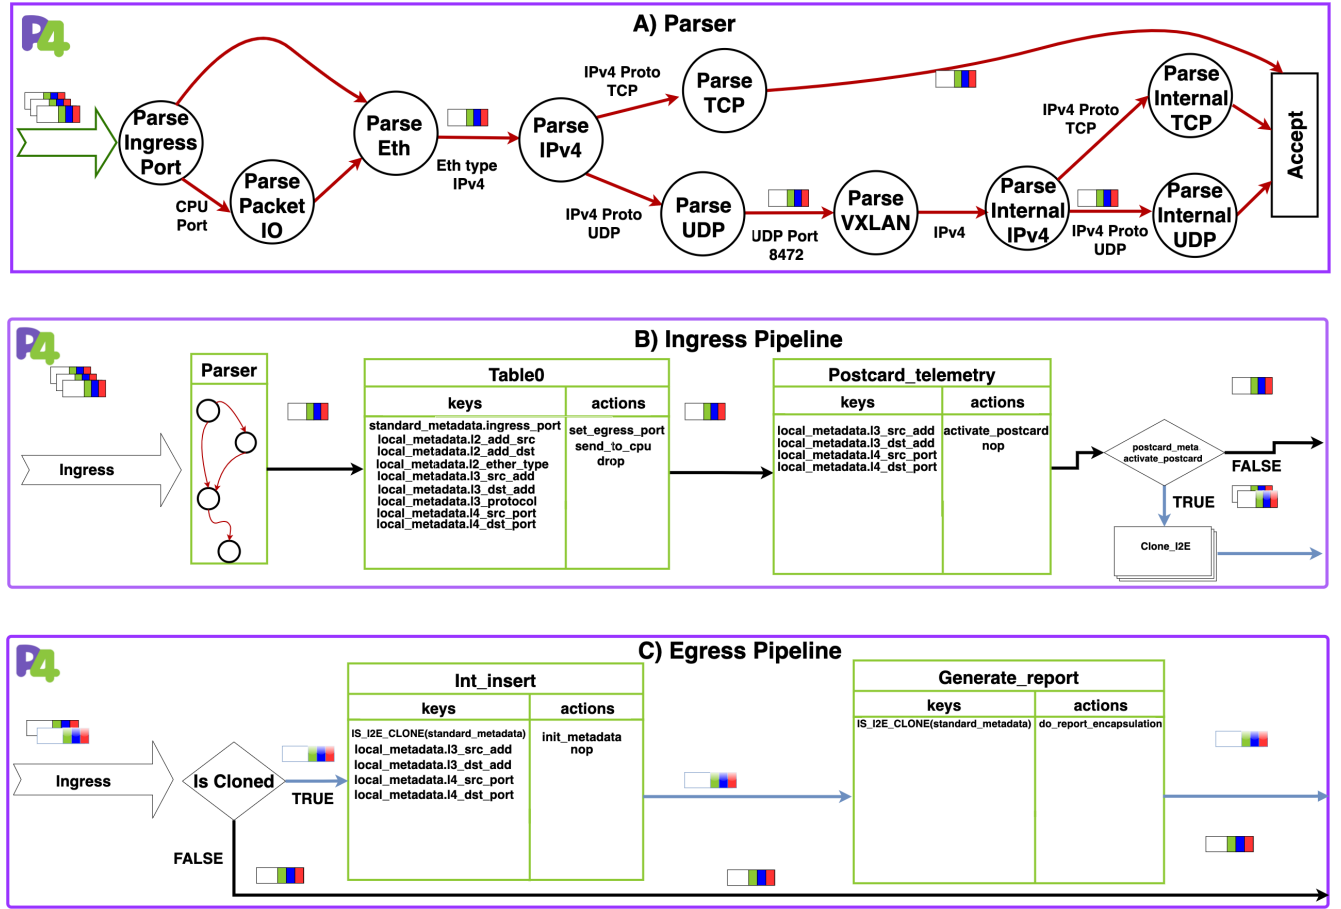 P4
A) Parser
Parse
Ingress
Port
CPU
Port
Parse
Packet
IO
Parse
Eth
Eth type
IPv4
Parse
IPv4
IPv4 Proto
TCP
Parse
TCP
IPv4 Proto
UDP
Parse
UDP
UDP Port
8472
Parse
VXLAN
IPv4
Parse
Internal
IPv4
IPv4 Proto
TCP
Parse
Internal
TCP
IPv4 Proto
UDP
Parse
Internal
UDP
Accept
P4
B) Ingress Pipeline
Ingress
Parser
Table0
keys
actions
standard_metadata.ingress_port
local_metadata.l2_add_src
local_metadata.l2_add_dst
local_metadata.l2_ether_type
local_metadata.l3_src_add
local_metadata.l3_dst_add
local_metadata.l3_protocol
local_metadata.l4_src_port
local_metadata.l4_dst_port
set_egress_port
send_to_cpu
drop
Postcard_telemetry
keys
actions
local_metadata.l3_src_add
local_metadata.l3_dst_add
local_metadata.l4_src_port
local_metadata.l4_dst_port
activate_postcard
nop
postcard_meta
activate_postcard
FALSE
TRUE
Clone_I2E
P4
C) Egress Pipeline
Ingress
Is Cloned
TRUE
FALSE
Int_insert
keys
actions
IS_I2E_CLONE(standard_metadata)
local_metadata.l3_src_add
local_metadata.l3_dst_add
local_metadata.l4_src_port
local_metadata.l4_dst_port
init_metadata
nop
Generate_report
keys
actions
IS_I2E_CLONE(standard_metadata)
do_report_encapsulation